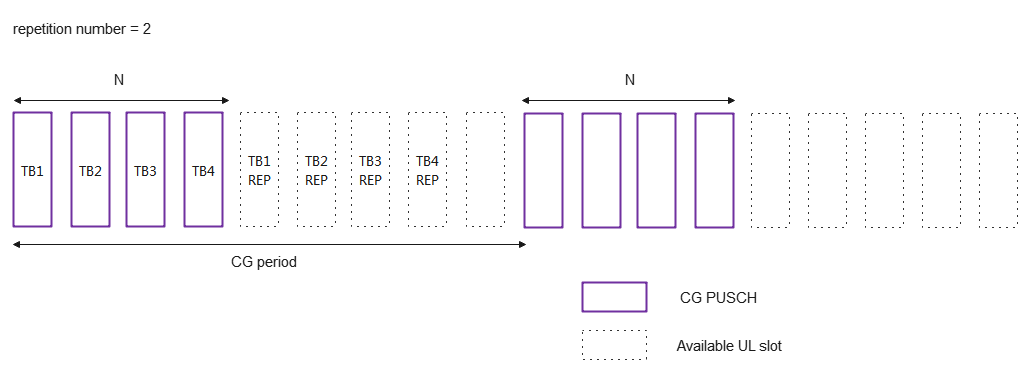 repetition number = 2
N
N
TB1
TB2
TB3
TB4
TB1
REP
TB2
REP
TB3
REP
TB4
REP
CG period
CG PUSCH
Available UL slot